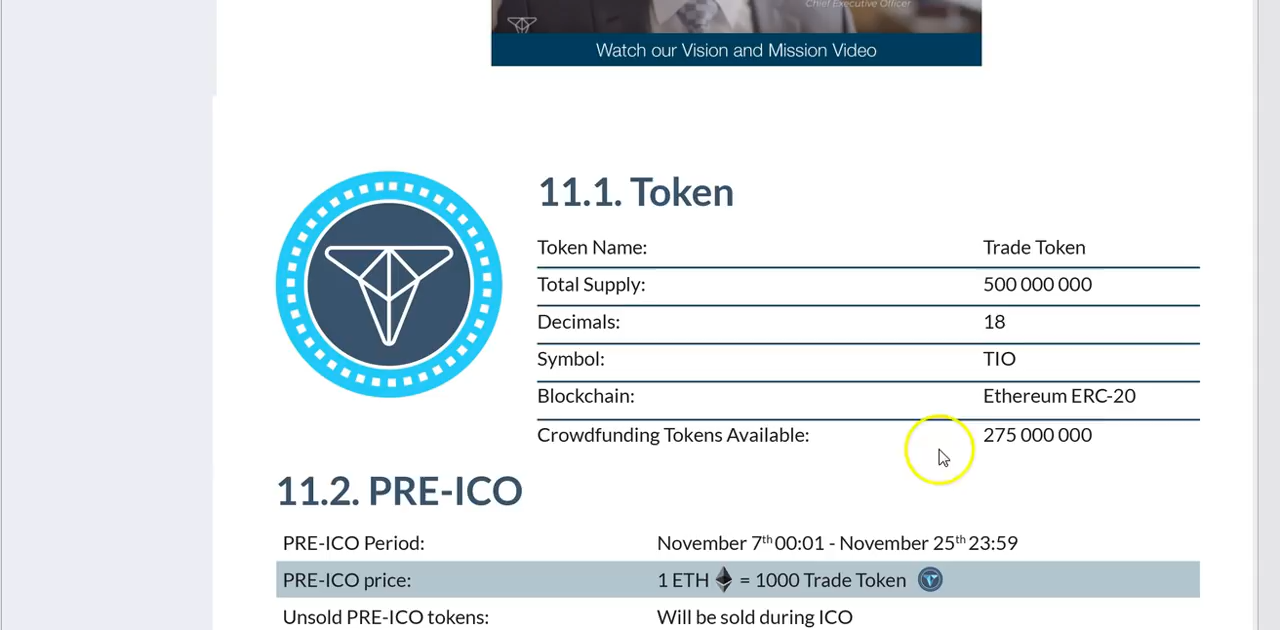 Chief Executive Officer
Watch our Vision and Mission Video
11.1. Token
Token Name: Trade Token
Total Supply: 500 000 000
Decimals: 18
Symbol: TIO
Blockchain: Ethereum ERC-20
Crowdfunding Tokens Available: 275 000 000
11.2. PRE-ICO
PRE-ICO Period: November 7th 00:01 - November 25th 23:59
PRE-ICO price: 1 ETH = 1000 Trade Token
Unsold PRE-ICO tokens: Will be sold during ICO